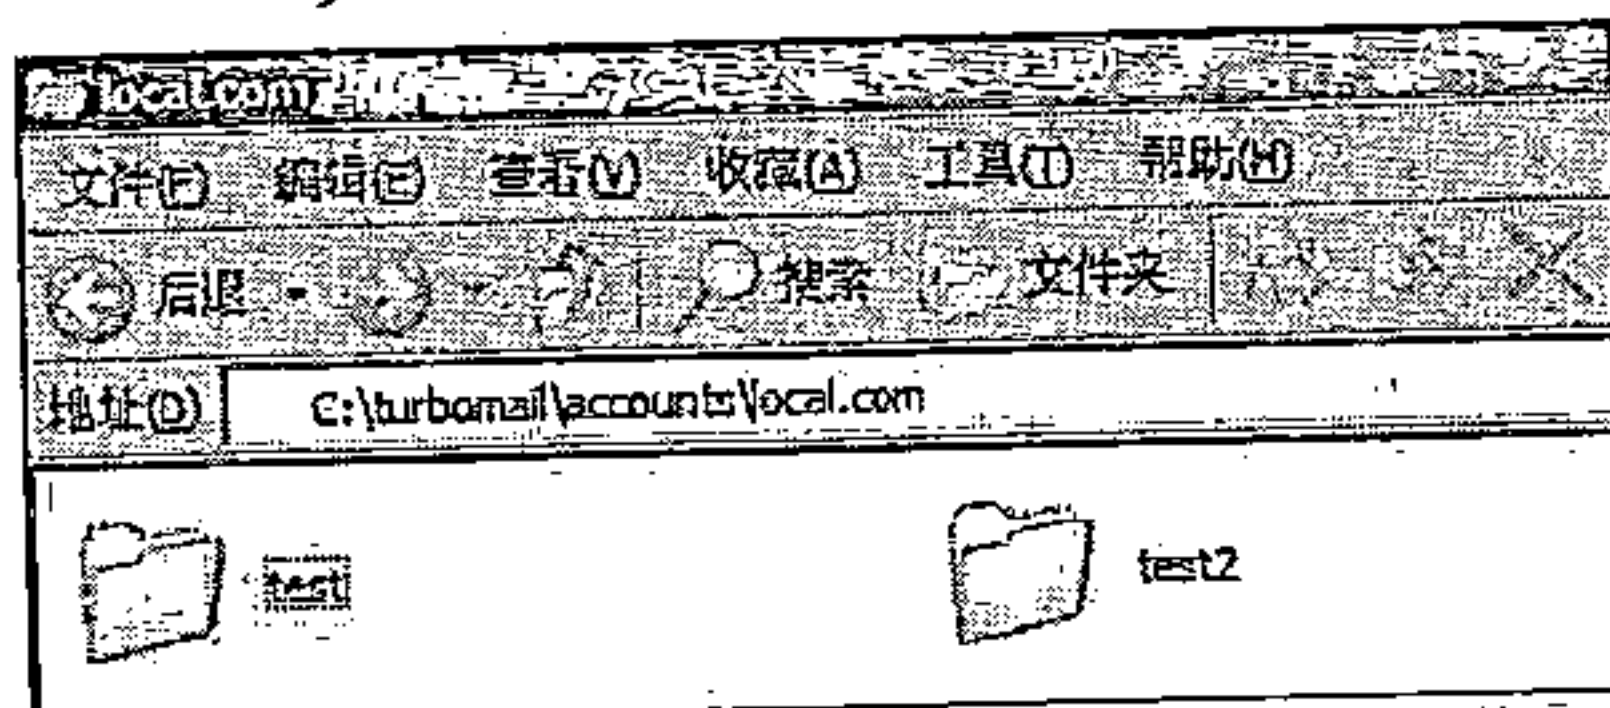 local.com
文件(F) 编辑(E) 查看(V) 收藏(A) 工具(T) 帮助(H)
后退 搜索 文件夹
地址(D) C:\turbomail\accounts\local.com
test test2